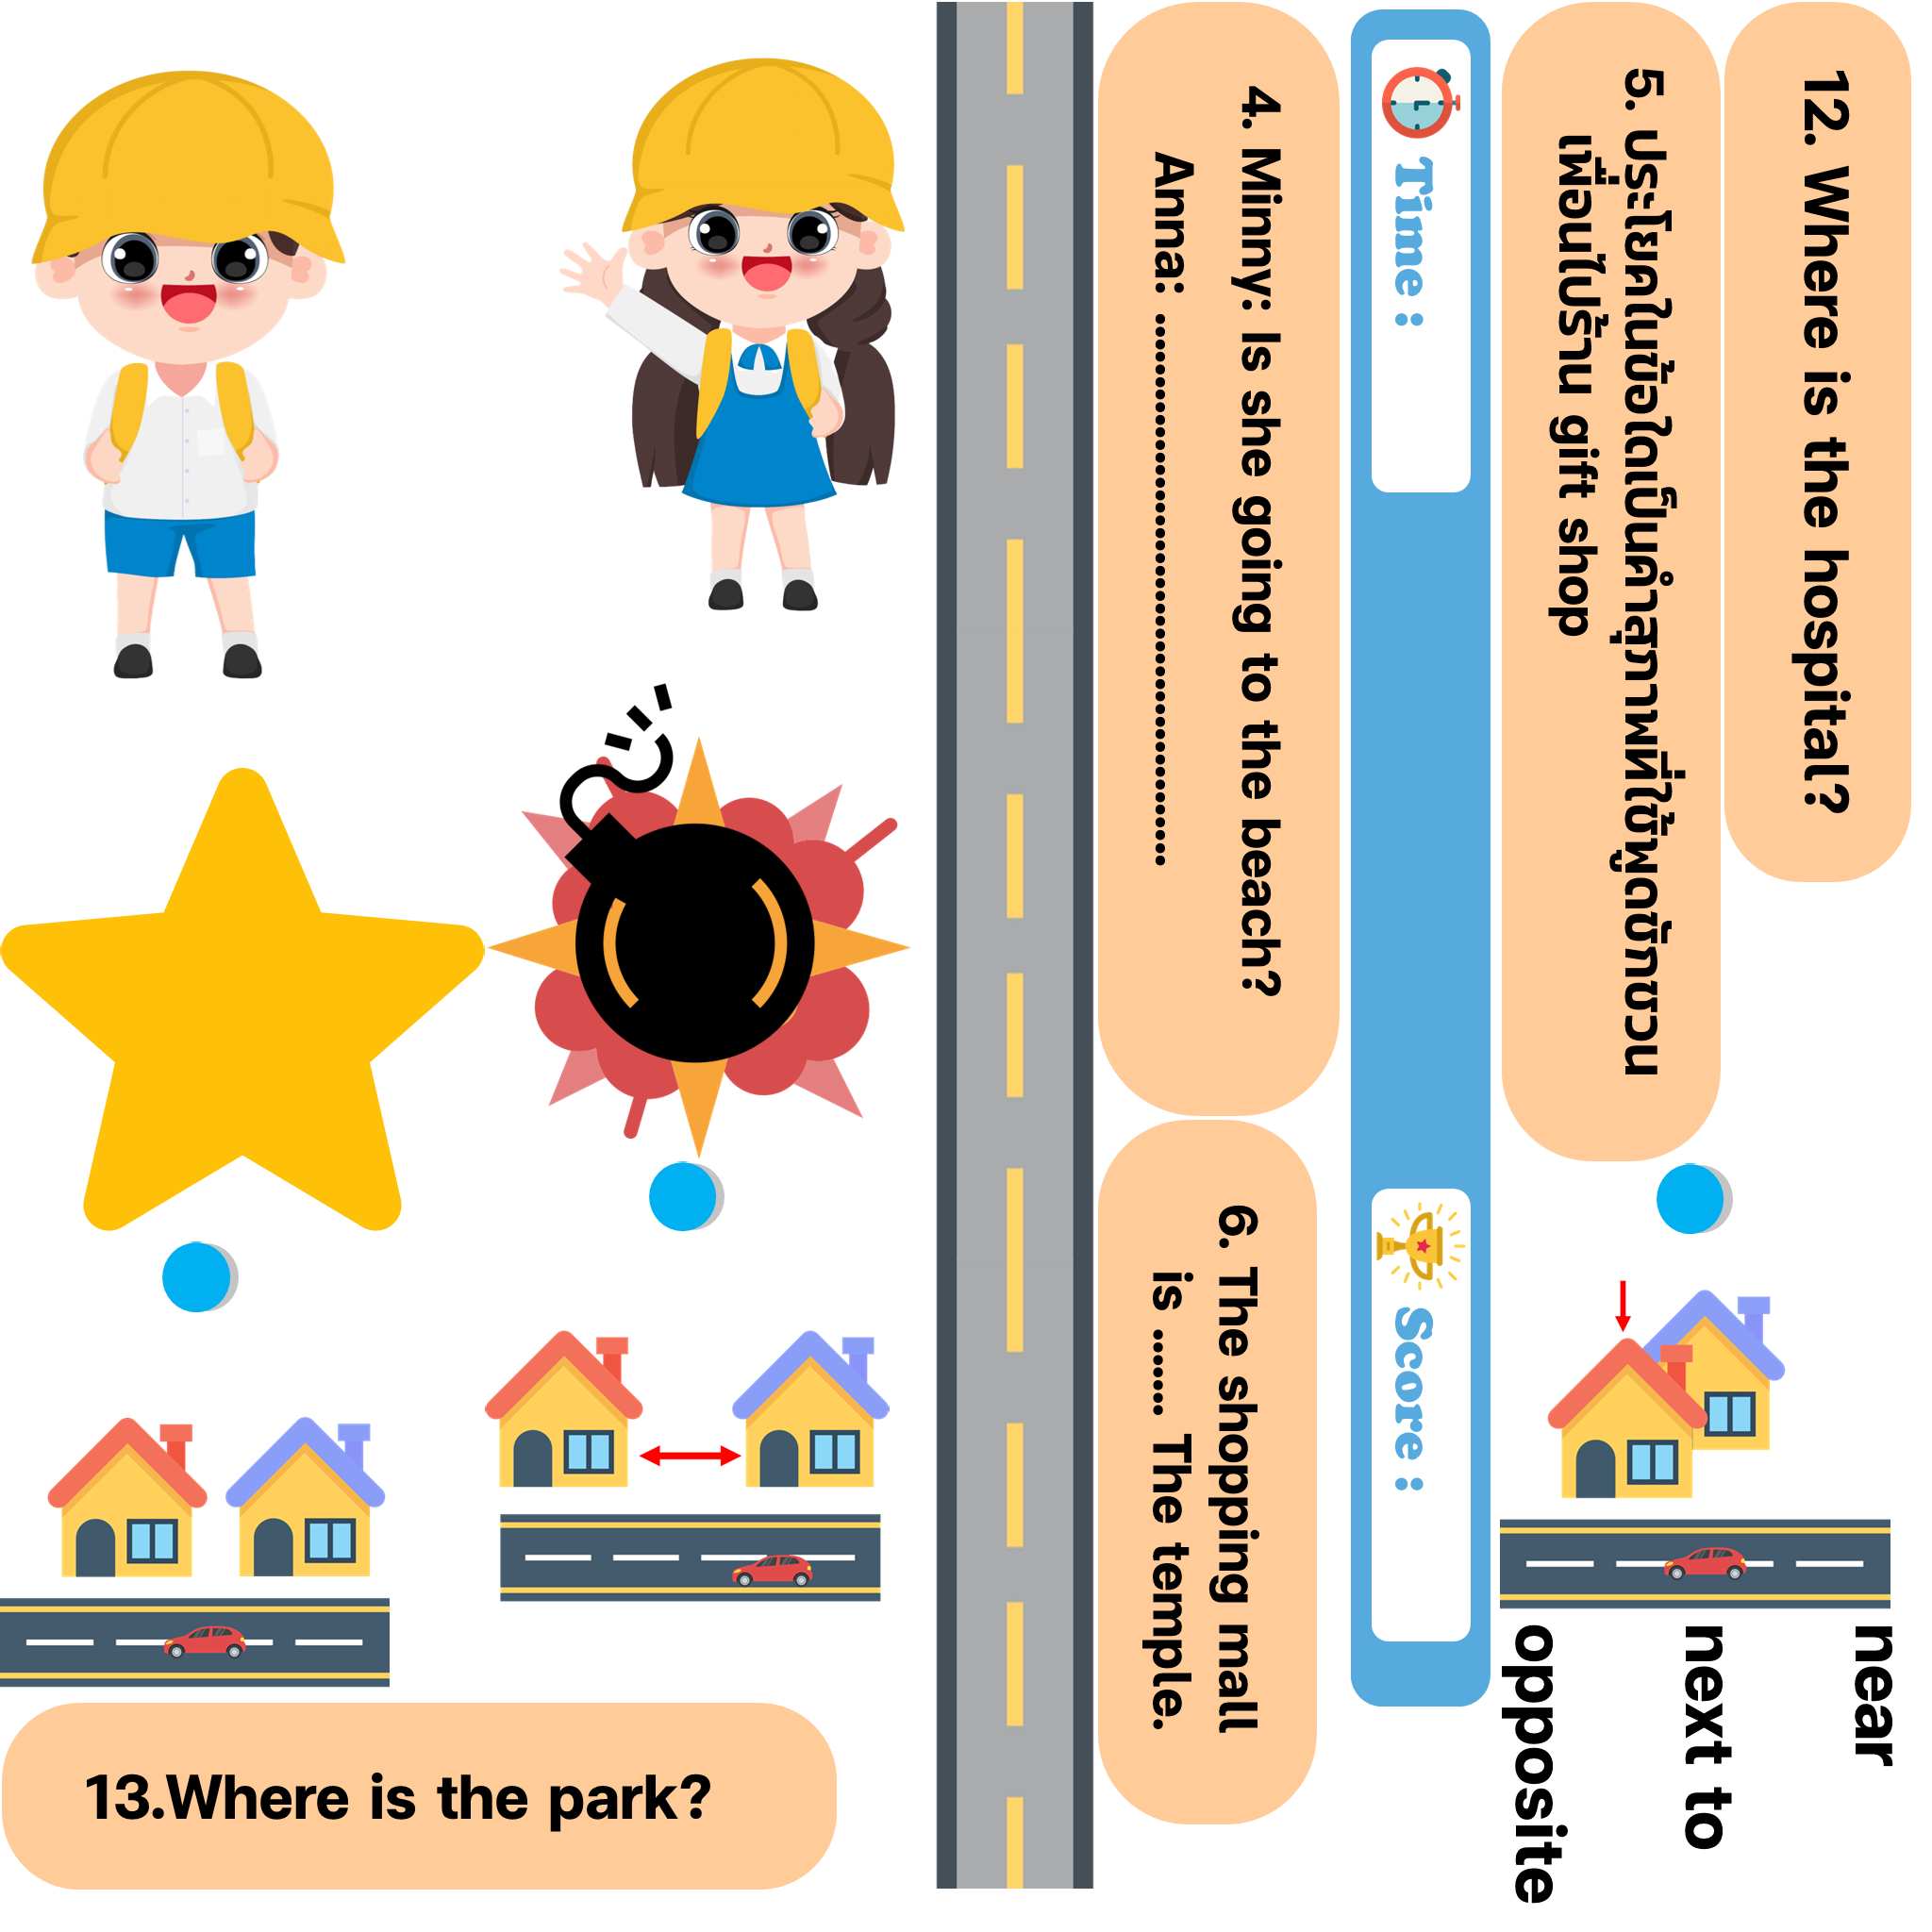 12. Where is the hospital?
5. ประโยคในข้อใดเป็นคำสุภาพที่ใช้พูดชักชวน
เพื่อนไปร้าน gift shop
Time :
Score :
4. Minny: Is she going to the beach?
Anna: ............................................................
6. The shopping mall
is ....... The temple.
near
next to
opposite
13.Where is the park?